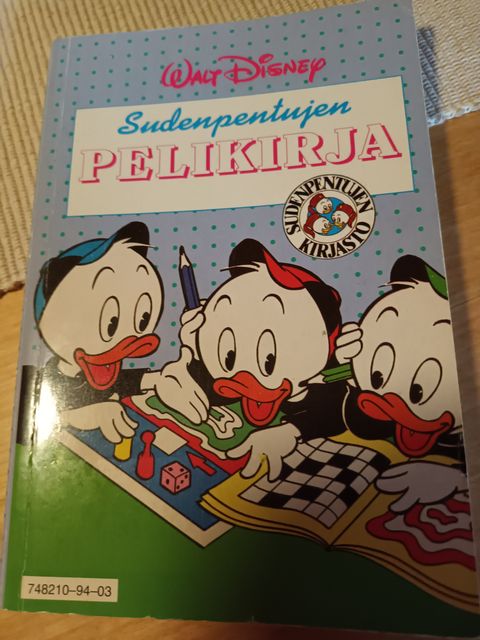 WALT DISNEY
Sudenpentujen
PELIKIRJA
SUDENPENTUJEN
KIRJASTO
748210-94-03